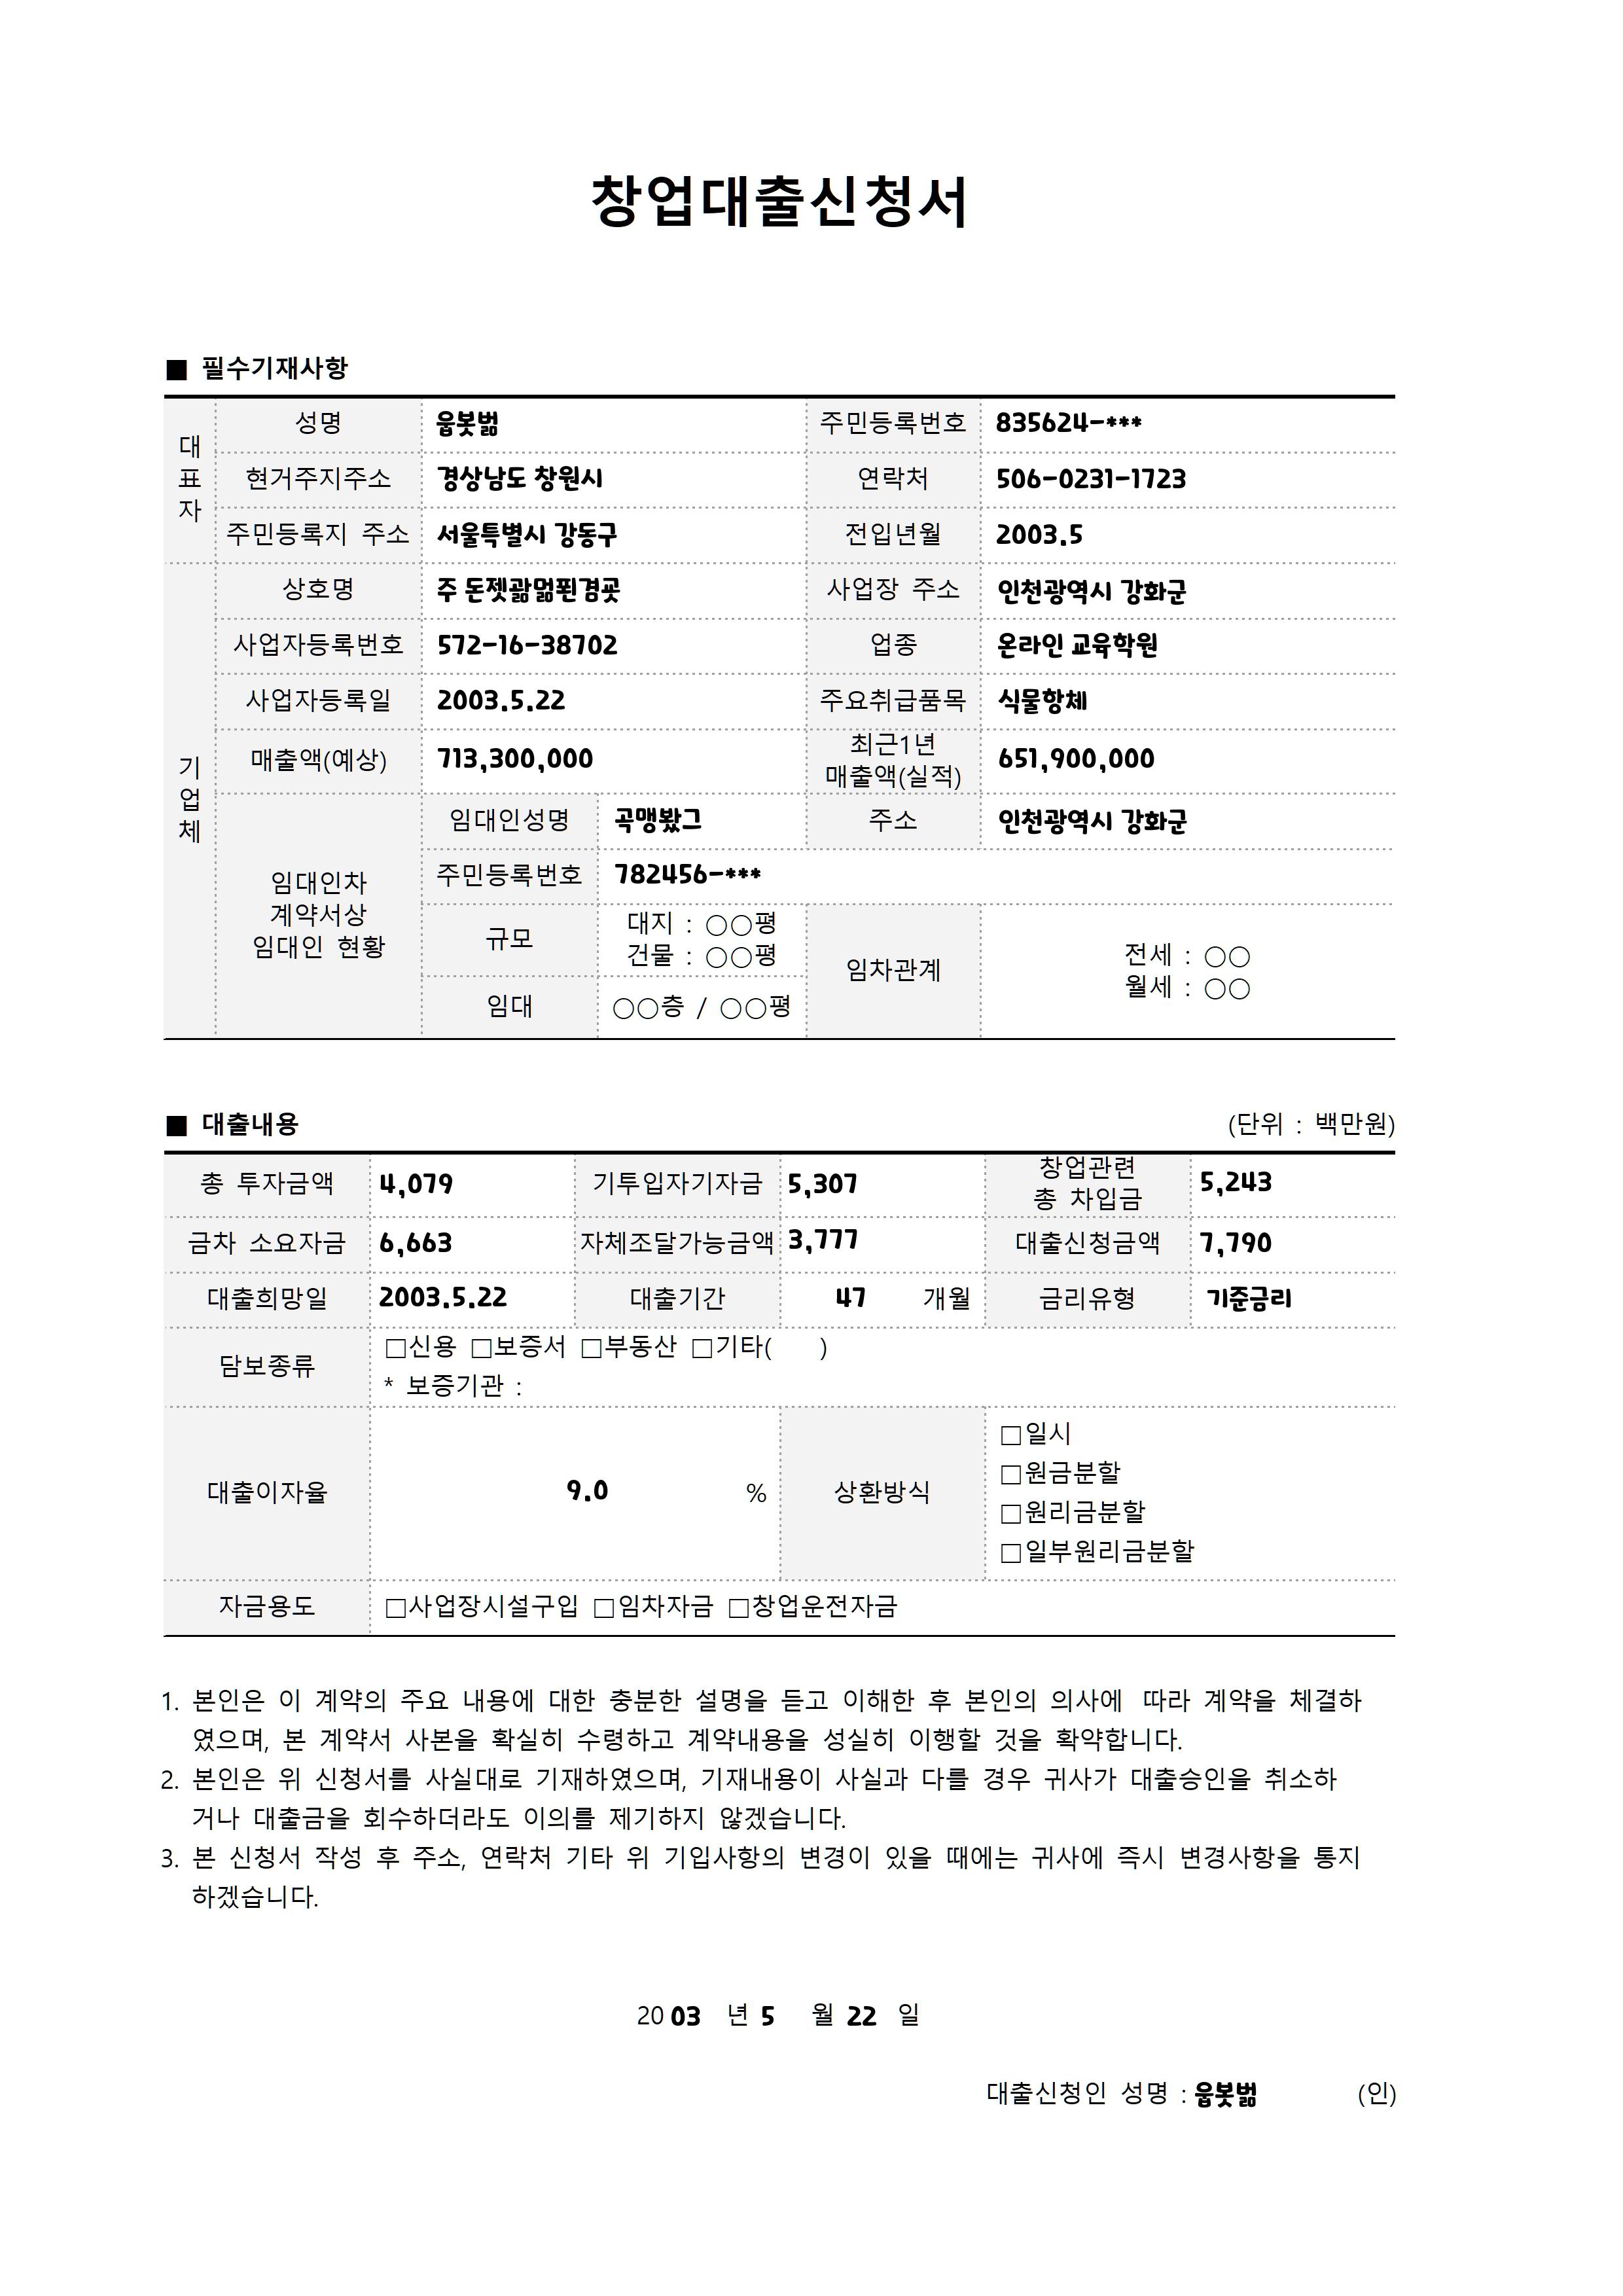 창업대출신청서
■ 필수기재사항
대표자
성명 웁봇범 주민등록번호 835624-***
현거주지주소 경상남도 창원시 연락처 506-0231-1723
주민등록지 주소 서울특별시 강동구 전입년월 2003.5
기업체
상호명 주 사업장 주소 인천광역시 강화군
사업자등록번호 572-16-38702 업종 온라인 교육학원
사업자등록일 2003.5.22 주요취급품목 식물항체
매출액(예상) 713,300,000 최근1년 매출액(실적) 651,900,000
임대인차
계약서상
임대인 현황
임대인성명 곡맹봤그 주소 인천광역시 강화군
주민등록번호 782456-***
규모 대지 : ○○평
건물 : ○○평
임대 ○○층 / ○○평
임차관계 전세 : ○○
월세 : ○○
■ 대출내용 (단위 : 백만원)
총 투자금액 4,079 기투입자기자금 5,307 창업관련 총 차입금 5,243
금차 소요자금 6,663 자체조달가능금액 3,777 대출신청금액 7,790
대출희망일 2003.5.22 대출기간 47 개월 금리유형 기준금리
담보종류 □신용 □보증서 □부동산 □기타( )
* 보증기관 :
대출이자율 9.0 % 상환방식
□일시
□원금분할
□원리금분할
□일부원리금분할
자금용도 □사업장시설구입 □임차자금 □창업운전자금
1. 본인은 이 계약의 주요 내용에 대한 충분한 설명을 듣고 이해한 후 본인의 의사에 따라 계약을 체결하
였으며, 본 계약서 사본을 확실히 수령하고 계약내용을 성실히 이행할 것을 확약합니다.
2. 본인은 위 신청서를 사실대로 기재하였으며, 기재내용이 사실과 다를 경우 귀사가 대출승인을 취소하
거나 대출금을 회수하더라도 이의를 제기하지 않겠습니다.
3. 본 신청서 작성 후 주소, 연락처 기타 위 기입사항의 변경이 있을 때에는 귀사에 즉시 변경사항을 통지
하겠습니다.
20 03 년 5 월 22 일
대출신청인 성명 : 웁봇범 (인)